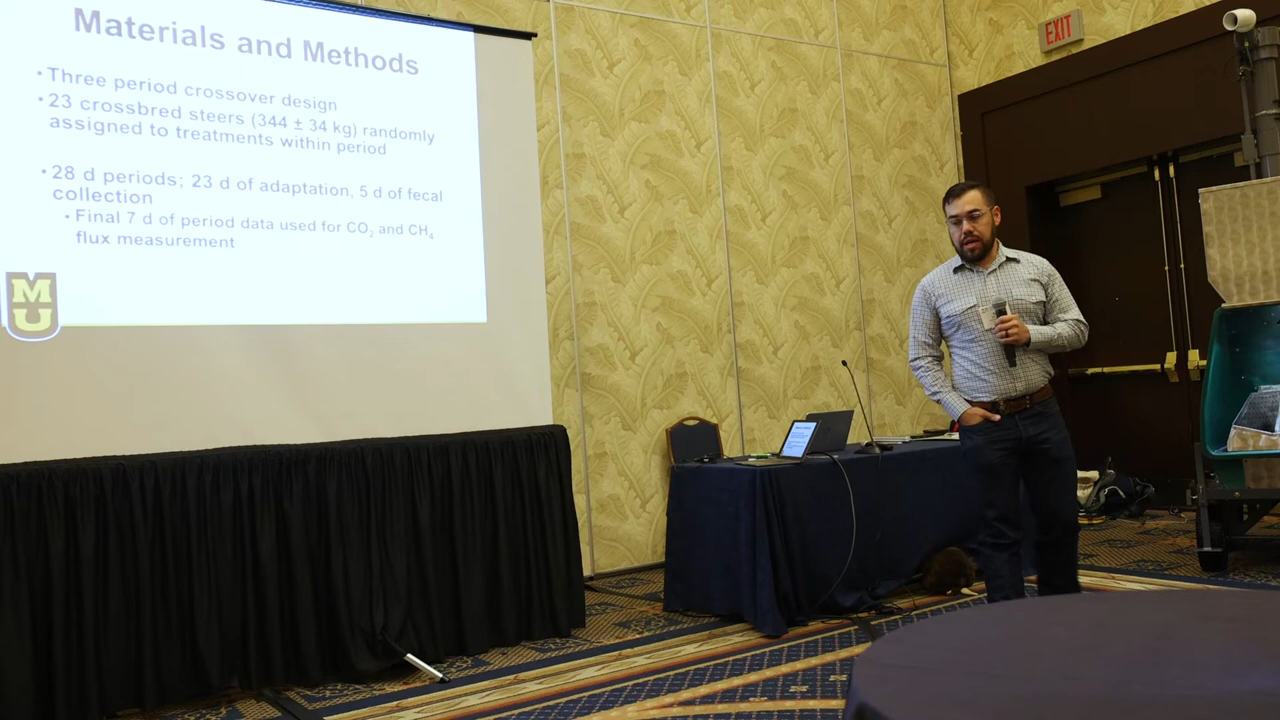 Materials and Methods
•Three period crossover design
•23 crossbred steers (344 ± 34 kg) randomly
assigned to treatments within period
•28 d periods; 23 d of adaptation, 5 d of fecal
collection
•Final 7 d of period data used for CO₂ and CH₄
flux measurement
MU
EXIT